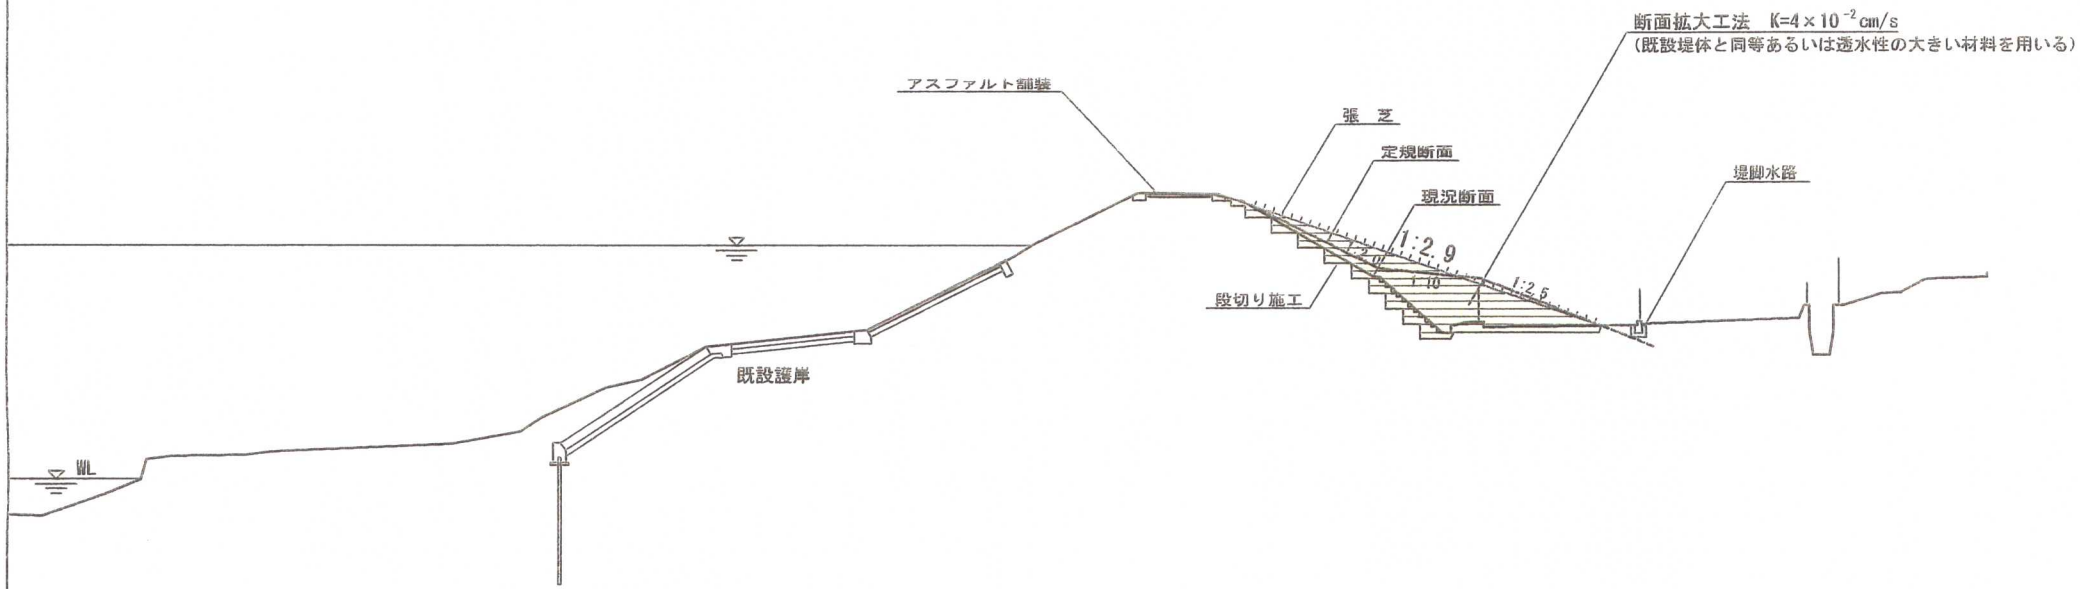 断面拡大工法 K=4×10⁻²cm/s
(既設堤体と同等あるいは透水性の大きい材料を用いる)
アスファルト舗装
張 芝
定規断面
現況断面
堤脚水路
1:2.9
1:10
1:2.5
段切り施工
既設護岸
WL